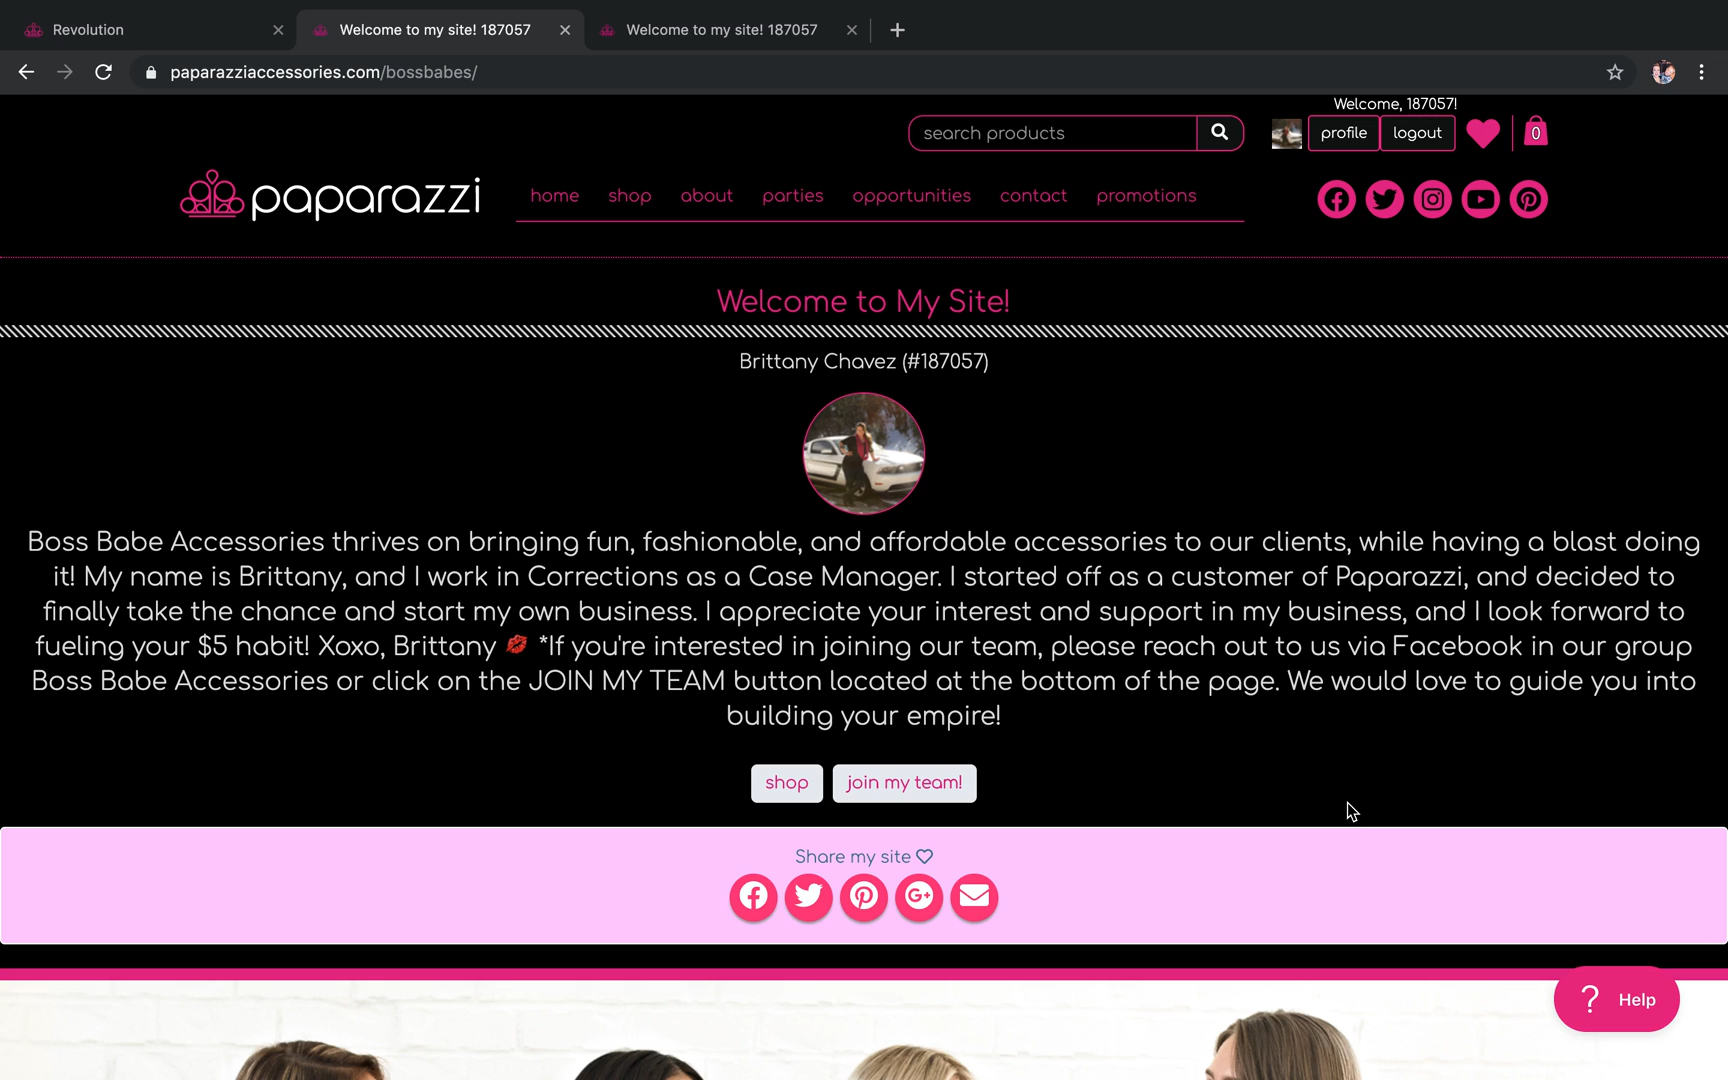 Revolution
Welcome to my site! 187057
Welcome to my site! 187057
paparazziaccessories.com/bossbabes/
Welcome, 187057!
search products
profile
logout
0
paparazzi
home
shop
about
parties
opportunities
contact
promotions
Welcome to My Site!
Brittany Chavez (#187057)
Boss Babe Accessories thrives on bringing fun, fashionable, and affordable accessories to our clients, while having a blast doing
it! My name is Brittany, and I work in Corrections as a Case Manager. I started off as a customer of Paparazzi, and decided to
finally take the chance and start my own business. I appreciate your interest and support in my business, and I look forward to
fueling your $5 habit! Xoxo, Brittany 💋 *If you're interested in joining our team, please reach out to us via Facebook in our group
Boss Babe Accessories or click on the JOIN MY TEAM button located at the bottom of the page. We would love to guide you into
building your empire!
shop
join my team!
Share my site ♡
G+
? Help